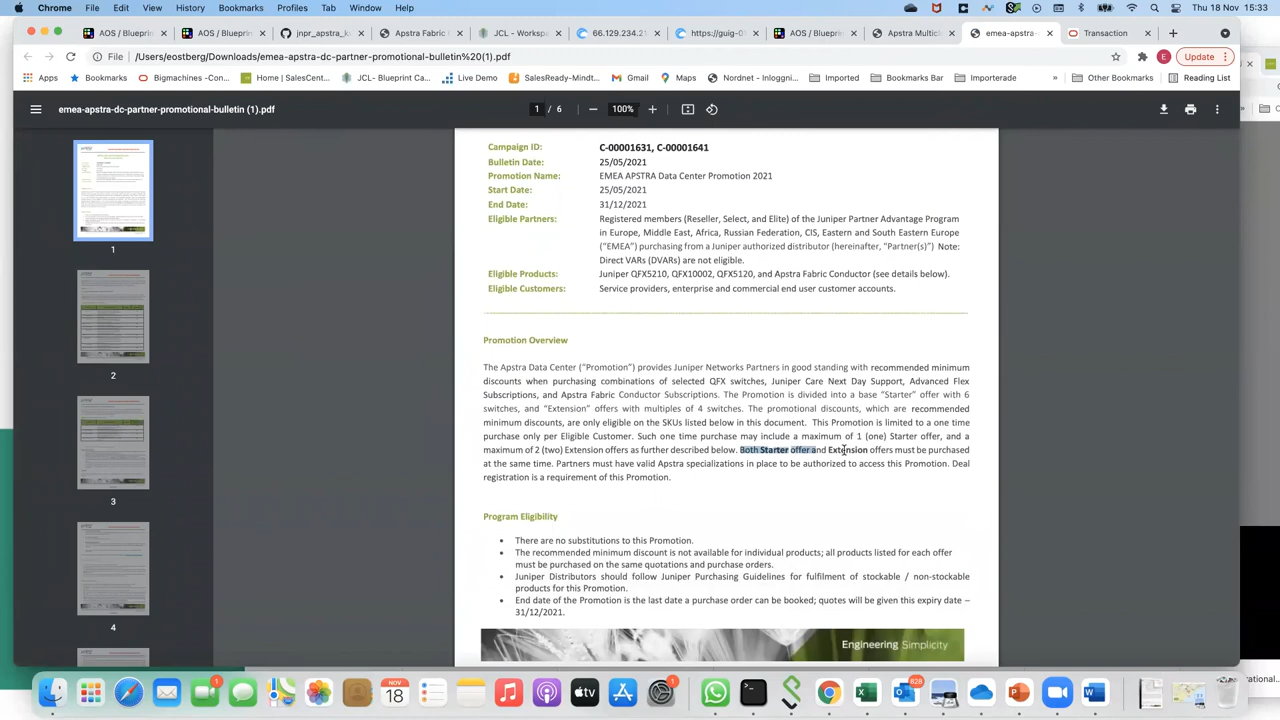 Chrome File Edit View History Bookmarks Profiles Tab Window Help Thu 18 Nov 15:33
AOS / Blueprin AOS / Blueprin jnpr_apstra_k Apstra Fabric JCL - Workspa 66.129.234.21 https://guig-0 AOS / Blueprin Apstra Multicl emea-apstra-dc Transaction
File /Users/eostberg/Downloads/emea-apstra-dc-partner-promotional-bulletin%20(1).pdf E Update
Apps Bookmarks Bigmachines -Con... Home | SalesCent... JCL- Blueprint Ca... Live Demo SalesReady-Mindt... Gmail Maps Nordnet - Inloggni... Imported Bookmarks Bar Importerade » Other Bookmarks Reading List
emea-apstra-dc-partner-promotional-bulletin (1).pdf 1 / 6 100%
Campaign ID: C-00001631, C-00001641
Bulletin Date: 25/05/2021
Promotion Name: EMEA APSTRA Data Center Promotion 2021
Start Date: 25/05/2021
End Date: 31/12/2021
Eligible Partners: Registered members (Reseller, Select, and Elite) of the Juniper Partner Advantage Program
in Europe, Middle East, Africa, Russian Federation, CIS, Eastern and South Eastern Europe
("EMEA") purchasing from a Juniper authorized distributor (hereinafter, "Partner(s)") Note:
Direct VARs (DVARs) are not eligible.
Eligible Products: Juniper QFX5210, QFX10002, QFX5120, and Apstra Fabric Conductor (see details below).
Eligible Customers: Service providers, enterprise and commercial end user customer accounts.
Promotion Overview
The Apstra Data Center ("Promotion") provides Juniper Networks Partners in good standing with recommended minimum
discounts when purchasing combinations of selected QFX switches, Juniper Care Next Day Support, Advanced Flex
Subscriptions, and Apstra Fabric Conductor Subscriptions. The Promotion is divided into a base "Starter" offer with 6
switches, and "Extension" offers with multiples of 4 switches. The promotional discounts, which are recommended
minimum discounts, are only eligible on the SKUs listed below in this document. This Promotion is limited to a one time
purchase only per Eligible Customer. Such one time purchase may include a maximum of 1 (one) Starter offer, and a
maximum of 2 (two) Extension offers as further described below. Both Starter offer and Extension offers must be purchased
at the same time. Partners must have valid Apstra specializations in place to be authorized to access this Promotion. Deal
registration is a requirement of this Promotion.
Program Eligibility
• There are no substitutions to this Promotion.
• The recommended minimum discount is not available for individual products; all products listed for each offer
must be purchased on the same quotations and purchase orders.
• Juniper Distributors should follow Juniper Purchasing Guidelines for fulfilment of stockable / non-stockable
products for this Promotion.
• End date of the Promotion is the last date a purchase order can be booked; quotes will be given this expiry date –
31/12/2021.
Engineering Simplicity
1
2
3
4
1 NOV 18 1 828